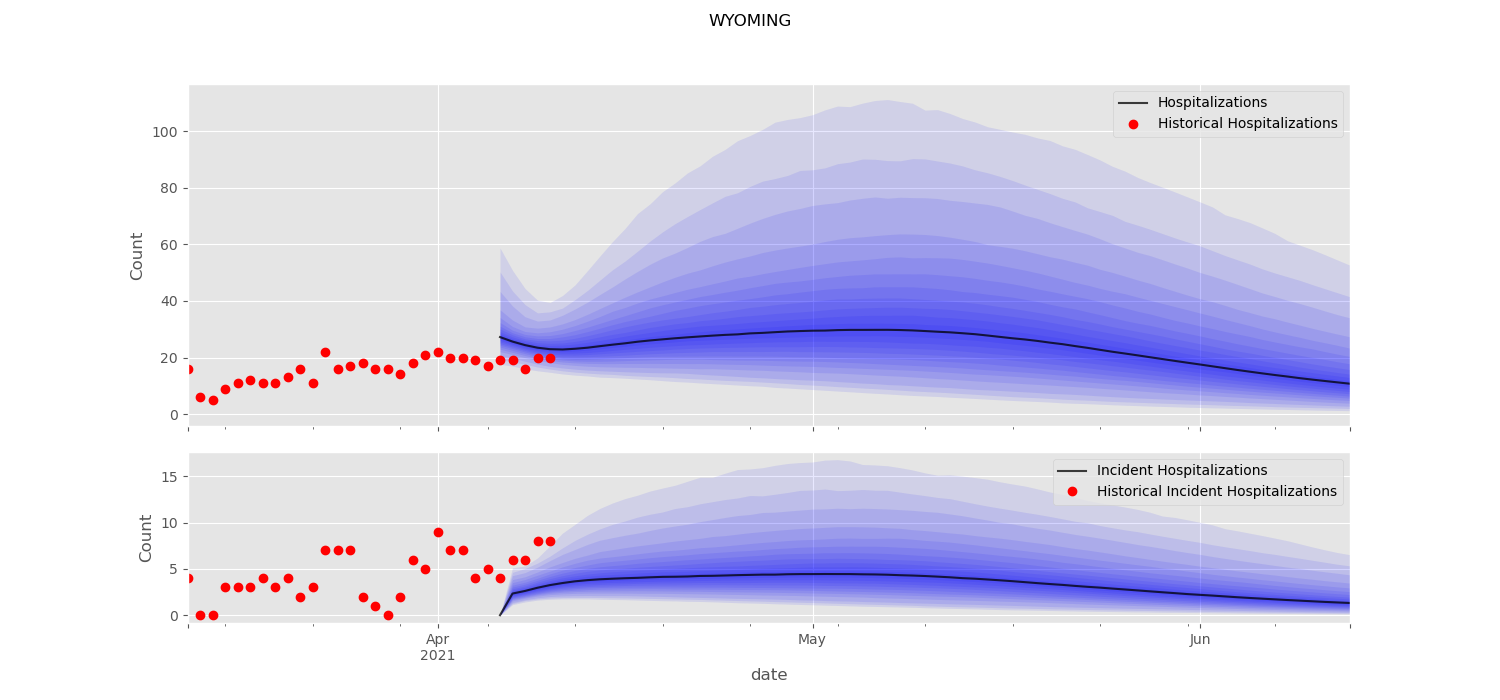 WYOMING
Hospitalizations
Historical Hospitalizations
100
80
60
40
20
0
Count
Incident Hospitalizations
Historical Incident Hospitalizations
15
10
5
0
Count
Apr
2021
May
Jun
date